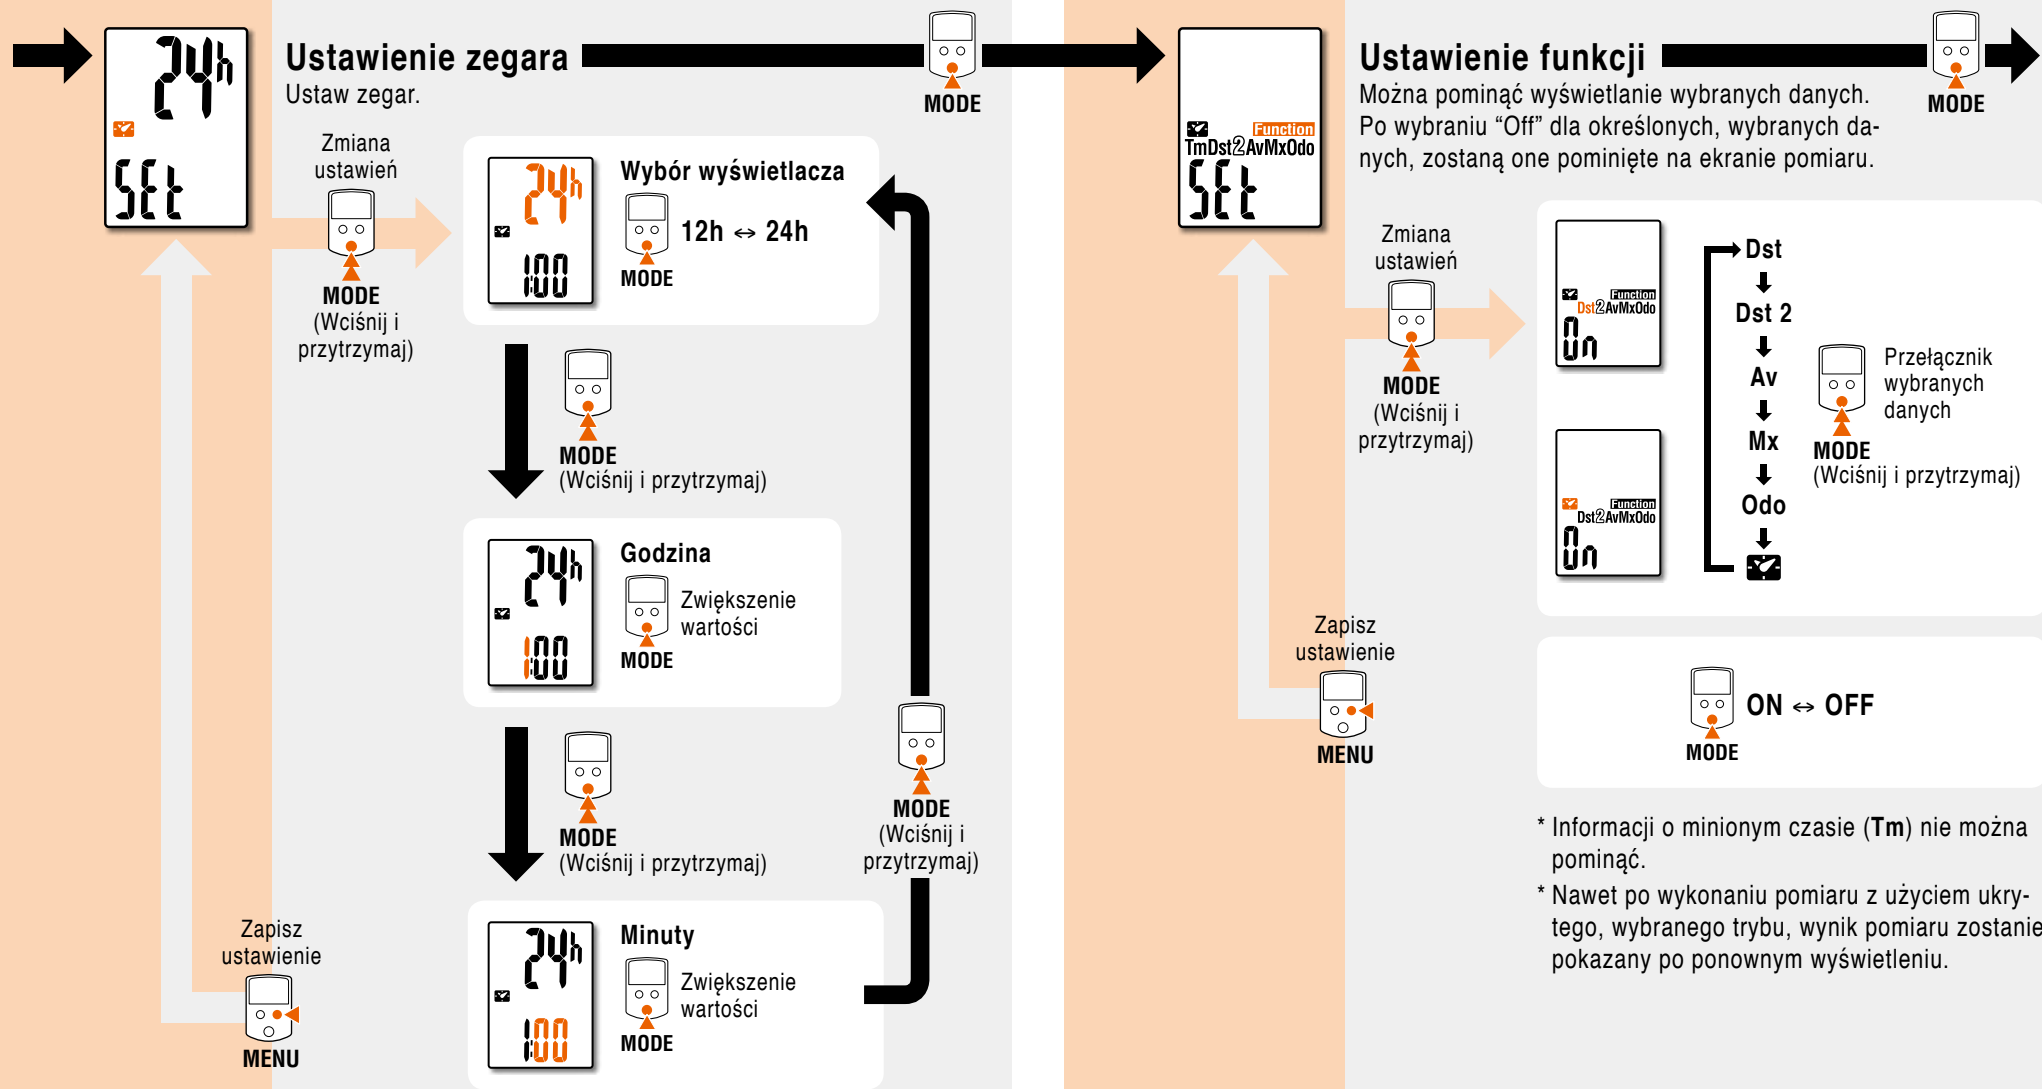 24h
SEt
Ustawienie zegara
Ustaw zegar.
MODE
Zmiana
ustawień
MODE
(Wciśnij i
przytrzymaj)
24h
1:00
Wybór wyświetlacza
12h ↔ 24h
MODE
MODE
(Wciśnij i przytrzymaj)
24h
1:00
Godzina
Zwiększenie
wartości
MODE
MODE
(Wciśnij i przytrzymaj)
MODE
(Wciśnij i
przytrzymaj)
24h
1:00
Minuty
Zwiększenie
wartości
MODE
Zapisz
ustawienie
MENU
Function
TmDst2AvMxOdo
SEt
Ustawienie funkcji
Można pominąć wyświetlanie wybranych danych.
Po wybraniu “Off” dla określonych, wybranych da-
nych, zostaną one pominięte na ekranie pomiaru.
MODE
Zmiana
ustawień
MODE
(Wciśnij i
przytrzymaj)
Function
Dst2AvMxOdo
On
Function
Dst2AvMxOdo
On
Dst
Dst 2
Av
Mx
Odo
Przełącznik
wybranych
danych
MODE
(Wciśnij i przytrzymaj)
Zapisz
ustawienie
MENU
ON ↔ OFF
MODE
* Informacji o minionym czasie (Tm) nie można
pominąć.
* Nawet po wykonaniu pomiaru z użyciem ukry-
tego, wybranego trybu, wynik pomiaru zostanie
pokazany po ponownym wyświetleniu.